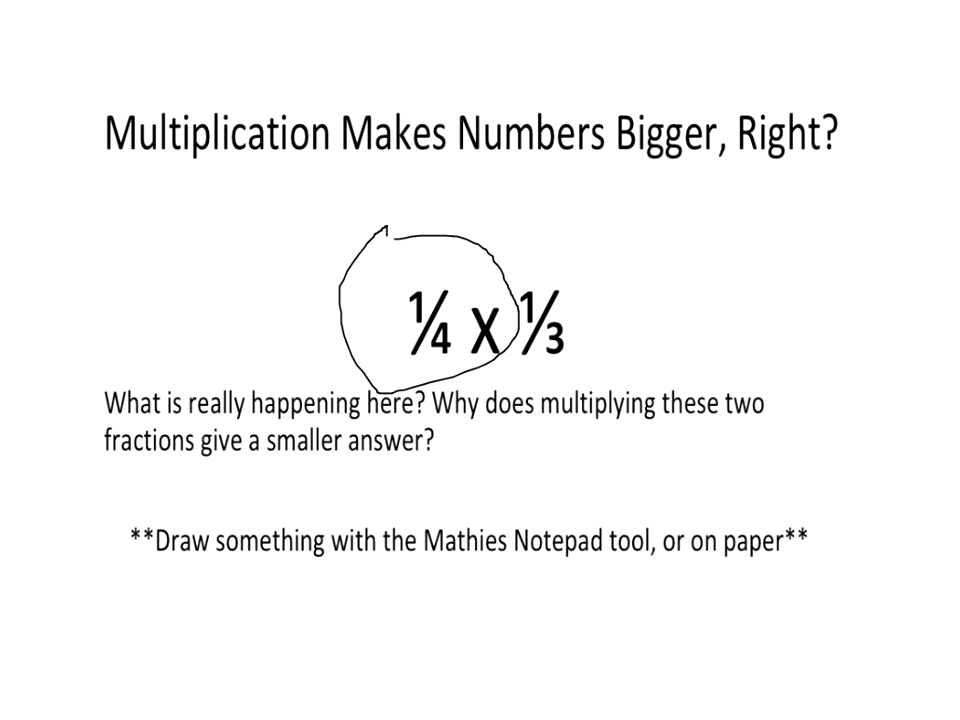 Multiplication Makes Numbers Bigger, Right?
¼ x ⅓
What is really happening here? Why does multiplying these two
fractions give a smaller answer?
**Draw something with the Mathies Notepad tool, or on paper**